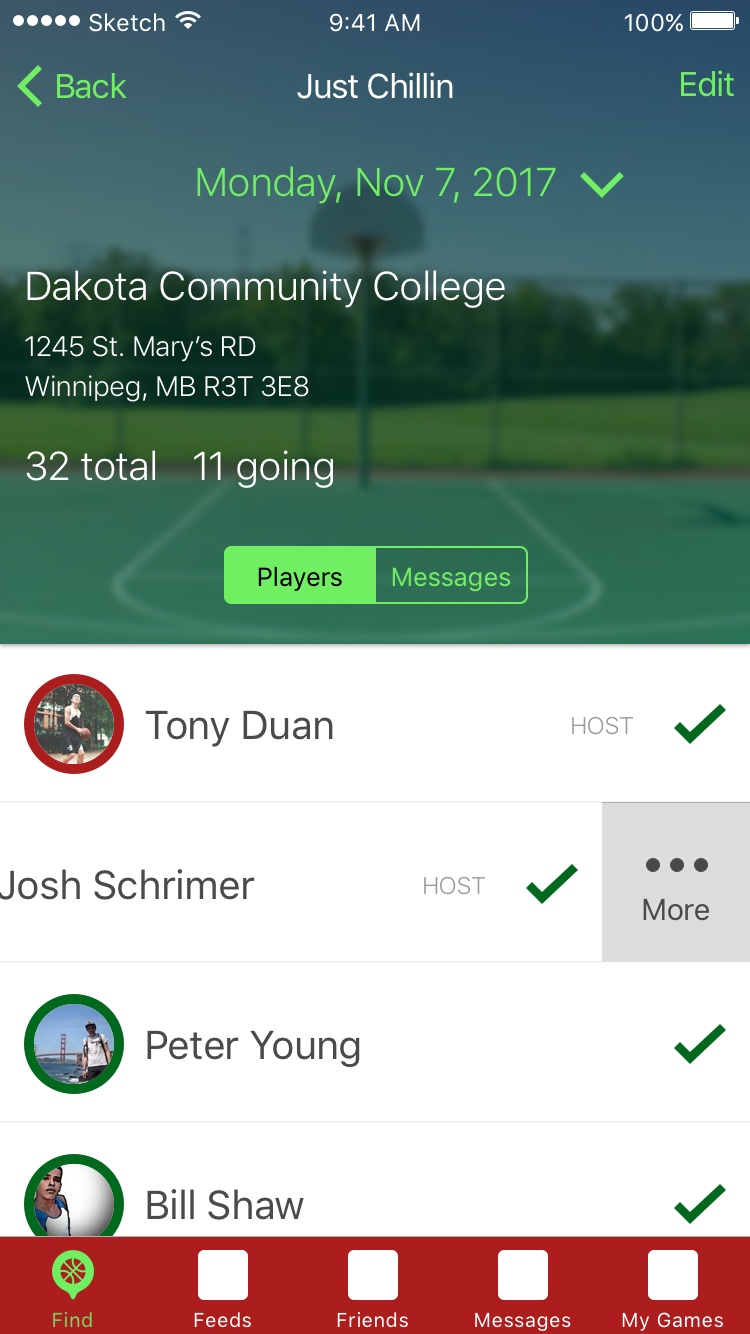 Sketch 9:41 AM 100%
Back Just Chillin Edit
Monday, Nov 7, 2017
Dakota Community College
1245 St. Mary’s RD
Winnipeg, MB R3T 3E8
32 total 11 going
Players Messages
Tony Duan HOST
Josh Schrimer HOST
More
Peter Young
Bill Shaw
Find Feeds Friends Messages My Games